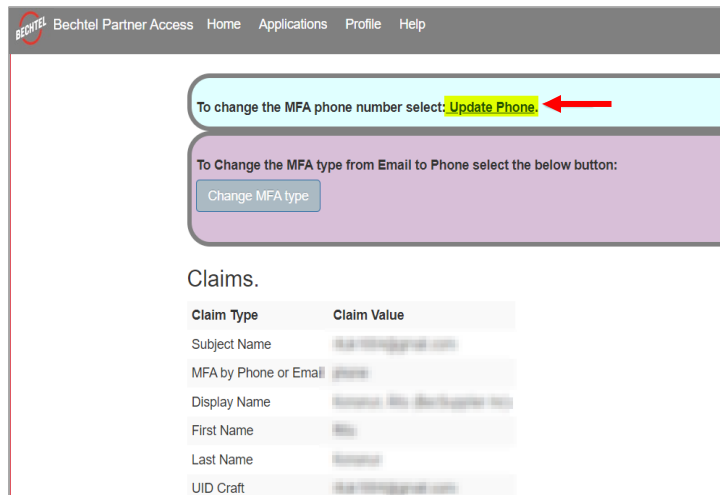 BECHTEL Bechtel Partner Access Home Applications Profile Help
To change the MFA phone number select: Update Phone.
To Change the MFA type from Email to Phone select the below button:
Change MFA type
Claims.
Claim Type Claim Value
Subject Name
MFA by Phone or Email
Display Name
First Name
Last Name
UID Craft